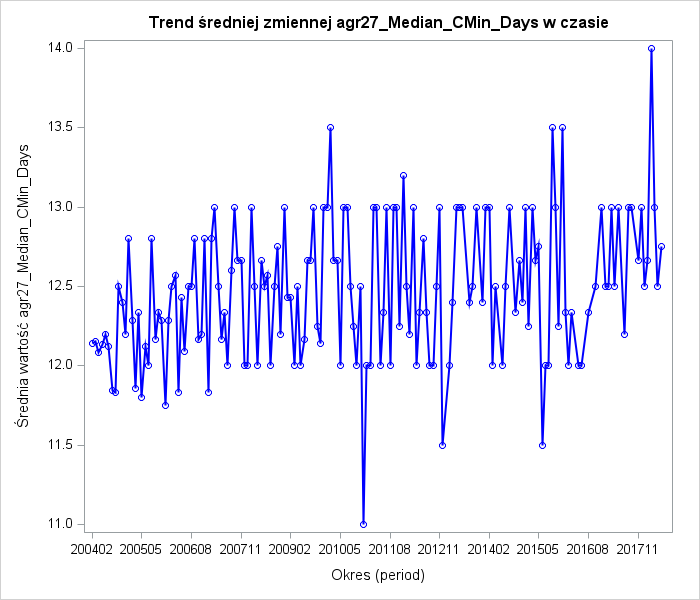 Trend średniej zmiennej agr27_Median_CMin_Days w czasie
Średnia wartość agr27_Median_CMin_Days
14.0
13.5
13.0
12.5
12.0
11.5
11.0
200402 200505 200608 200711 200902 201005 201108 201211 201402 201505 201608 201711
Okres (period)